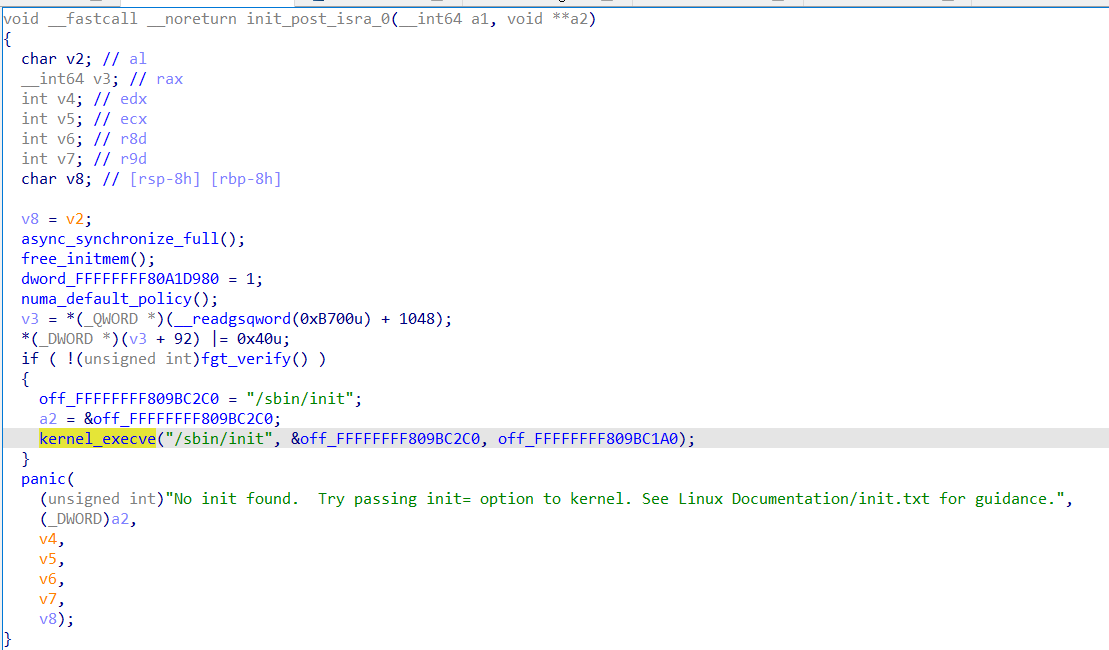 void __fastcall __noreturn init_post_isra_0(__int64 a1, void **a2)
{
  char v2; // al
  __int64 v3; // rax
  int v4; // edx
  int v5; // ecx
  int v6; // r8d
  int v7; // r9d
  char v8; // [rsp-8h] [rbp-8h]

  v8 = v2;
  async_synchronize_full();
  free_initmem();
  dword_FFFFFFFF80A1D980 = 1;
  numa_default_policy();
  v3 = *(_QWORD *)(__readgsqword(0xB700u) + 1048);
  *(_DWORD *)(v3 + 92) |= 0x40u;
  if ( !(unsigned int)fgt_verify() )
  {
    off_FFFFFFFF809BC2C0 = "/sbin/init";
    a2 = &off_FFFFFFFF809BC2C0;
    kernel_execve("/sbin/init", &off_FFFFFFFF809BC2C0, off_FFFFFFFF809BC1A0);
  }
  panic(
    (unsigned int)"No init found.  Try passing init= option to kernel. See Linux Documentation/init.txt for guidance.",
    (_DWORD)a2,
    v4,
    v5,
    v6,
    v7,
    v8);
}